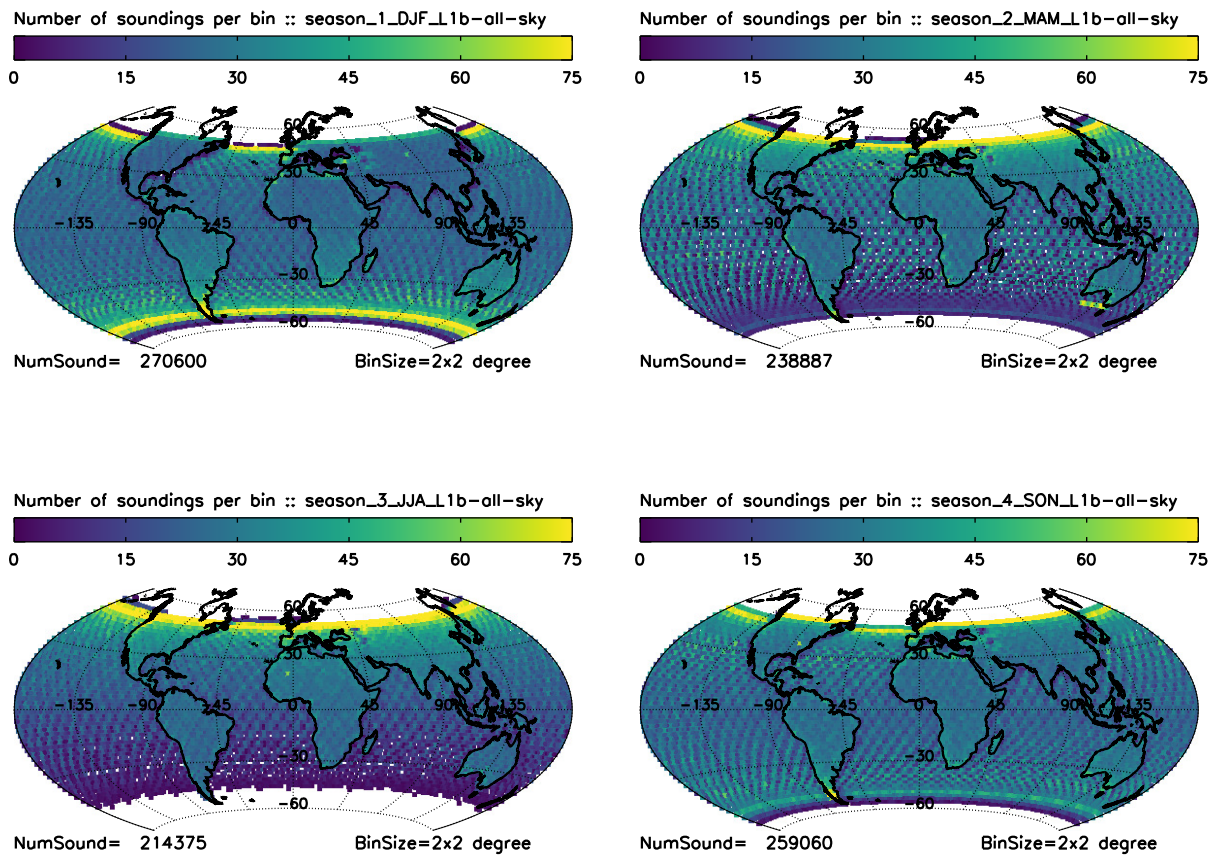 Number of soundings per bin :: season_1_DJF_L1b-all-sky
0 15 30 45 60 75
60
30
-135 -90 -45 0 45 90 135
-30
-60
NumSound= 270600 BinSize=2x2 degree
Number of soundings per bin :: season_2_MAM_L1b-all-sky
0 15 30 45 60 75
60
30
-135 -90 -45 0 45 90 135
-30
-60
NumSound= 238887 BinSize=2x2 degree
Number of soundings per bin :: season_3_JJA_L1b-all-sky
0 15 30 45 60 75
60
30
-135 -90 -45 0 45 90 135
-30
-60
NumSound= 214375 BinSize=2x2 degree
Number of soundings per bin :: season_4_SON_L1b-all-sky
0 15 30 45 60 75
60
30
-135 -90 -45 0 45 90 135
-30
-60
NumSound= 259060 BinSize=2x2 degree